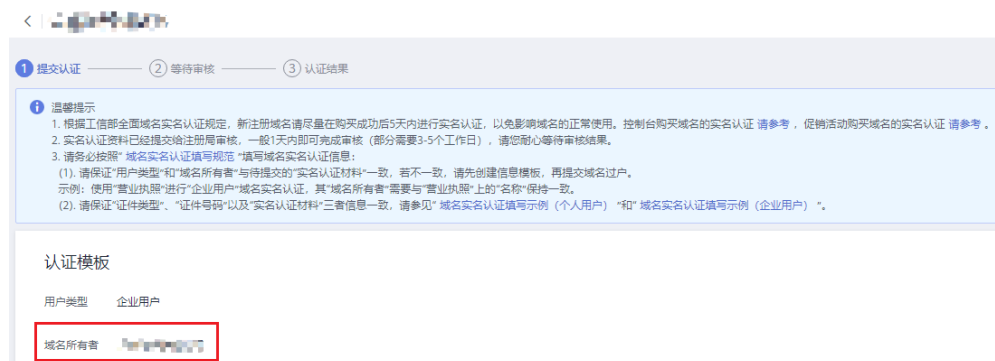 1 提交认证 2 等待审核 3 认证结果
温馨提示
1. 根据工信部全面域名实名认证规定，新注册域名请尽量在购买成功后5天内进行实名认证，以免影响域名的正常使用。控制台购买域名的实名认证 请参考 ，促销活动购买域名的实名认证 请参考 。
2. 实名认证资料已经提交给注册局审核，一般1天内即可完成审核（部分需要3-5个工作日），请您耐心等待审核结果。
3. 请务必按照" 域名实名认证填写规范 "填写域名实名认证信息：
(1). 请保证"用户类型"和"域名所有者"与待提交的"实名认证材料"一致，若不一致，请先创建信息模板，再提交域名过户。
示例：使用"营业执照"进行"企业用户"域名实名认证，其"域名所有者"需要与"营业执照"上的"名称"保持一致。
(2). 请保证"证件类型"、"证件号码"以及"实名认证材料"三者信息一致，请参见" 域名实名认证填写示例（个人用户） "和" 域名实名认证填写示例（企业用户） "。
认证模板
用户类型 企业用户
域名所有者